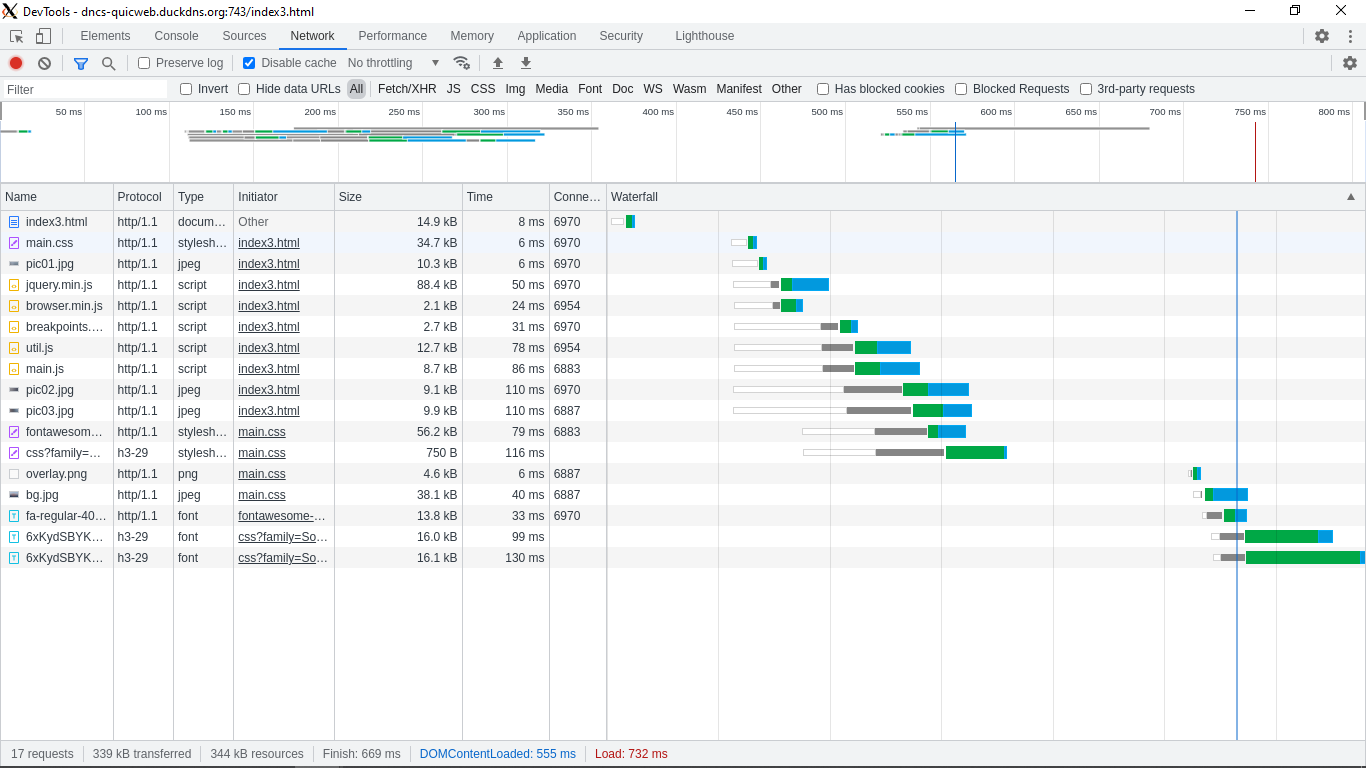 DevTools - dncs-quicweb.duckdns.org:743/index3.html
Elements Console Sources Network Performance Memory Application Security Lighthouse
Preserve log Disable cache No throttling
Filter Invert Hide data URLs All Fetch/XHR JS CSS Img Media Font Doc WS Wasm Manifest Other Has blocked cookies Blocked Requests 3rd-party requests
50 ms 100 ms 150 ms 200 ms 250 ms 300 ms 350 ms 400 ms 450 ms 500 ms 550 ms 600 ms 650 ms 700 ms 750 ms 800 ms
Name Protocol Type Initiator Size Time Conne… Waterfall
index3.html http/1.1 docum… Other 14.9 kB 8 ms 6970
main.css http/1.1 stylesh… index3.html 34.7 kB 6 ms 6970
pic01.jpg http/1.1 jpeg index3.html 10.3 kB 6 ms 6970
jquery.min.js http/1.1 script index3.html 88.4 kB 50 ms 6970
browser.min.js http/1.1 script index3.html 2.1 kB 24 ms 6954
breakpoints.… http/1.1 script index3.html 2.7 kB 31 ms 6970
util.js http/1.1 script index3.html 12.7 kB 78 ms 6954
main.js http/1.1 script index3.html 8.7 kB 86 ms 6883
pic02.jpg http/1.1 jpeg index3.html 9.1 kB 110 ms 6970
pic03.jpg http/1.1 jpeg index3.html 9.9 kB 110 ms 6887
fontawesom… http/1.1 stylesh… main.css 56.2 kB 79 ms 6883
css?family=… h3-29 stylesh… main.css 750 B 116 ms
overlay.png http/1.1 png main.css 4.6 kB 6 ms 6887
bg.jpg http/1.1 jpeg main.css 38.1 kB 40 ms 6887
fa-regular-40… http/1.1 font fontawesome-… 13.8 kB 33 ms 6970
6xKydSBYK… h3-29 font css?family=So… 16.0 kB 99 ms
6xKydSBYK… h3-29 font css?family=So… 16.1 kB 130 ms
17 requests 339 kB transferred 344 kB resources Finish: 669 ms DOMContentLoaded: 555 ms Load: 732 ms